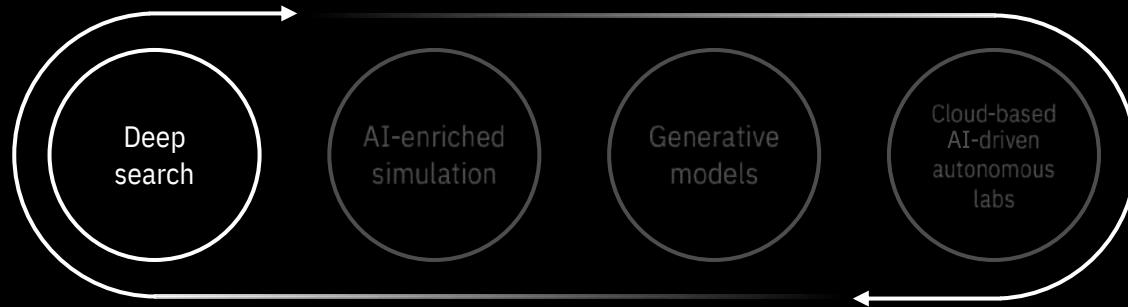 Deep
search
AI-enriched
simulation
Generative
models
Cloud-based
AI-driven
autonomous
labs